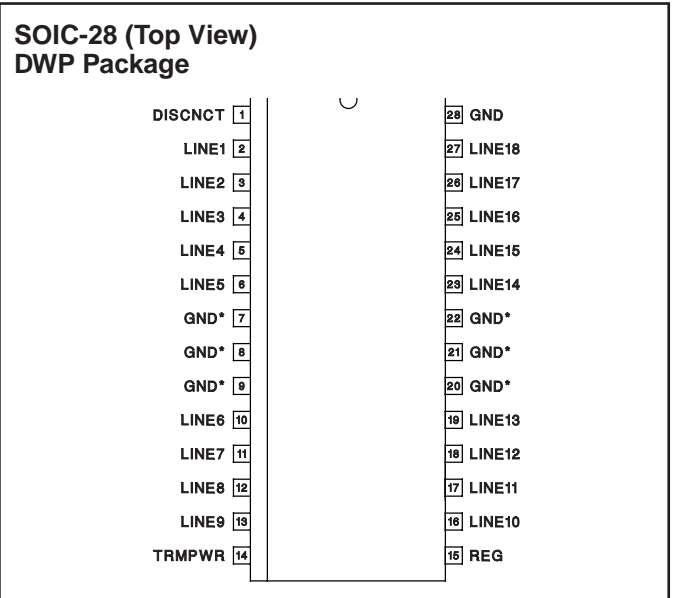 SOIC-28 (Top View)
DWP Package
DISCNCT 1 28 GND
LINE1 2 27 LINE18
LINE2 3 26 LINE17
LINE3 4 25 LINE16
LINE4 5 24 LINE15
LINE5 6 23 LINE14
GND* 7 22 GND*
GND* 8 21 GND*
GND* 9 20 GND*
LINE6 10 19 LINE13
LINE7 11 18 LINE12
LINE8 12 17 LINE11
LINE9 13 16 LINE10
TRMPWR 14 15 REG